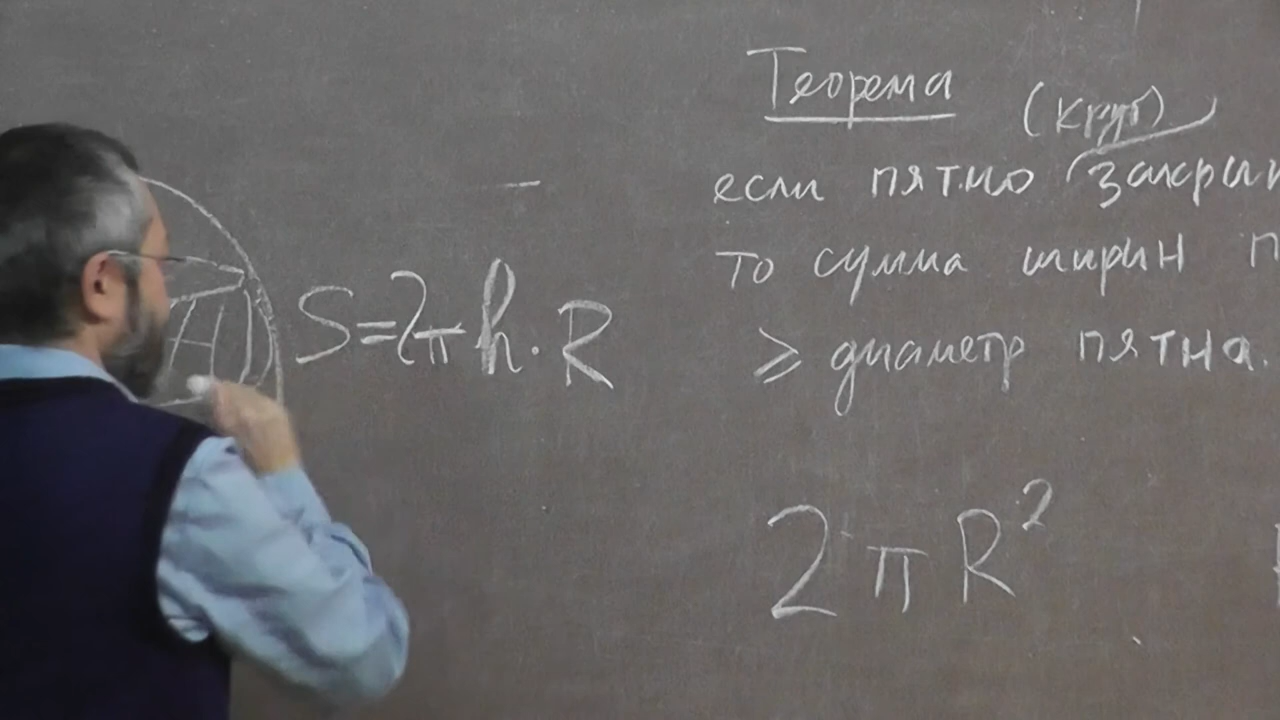 Теорема
(круг)
если пятно
то сумма ширин
≥ диаметр пятна.
S=2πh·R
2πR²